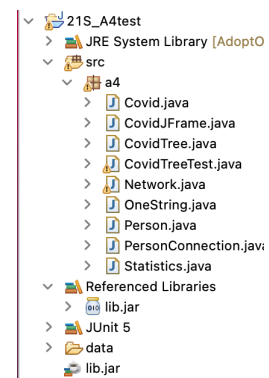 21S_A4test
JRE System Library [AdoptO
src
a4
Covid.java
CovidJFrame.java
CovidTree.java
CovidTreeTest.java
Network.java
OneString.java
Person.java
PersonConnection.java
Statistics.java
Referenced Libraries
lib.jar
JUnit 5
data
lib.jar